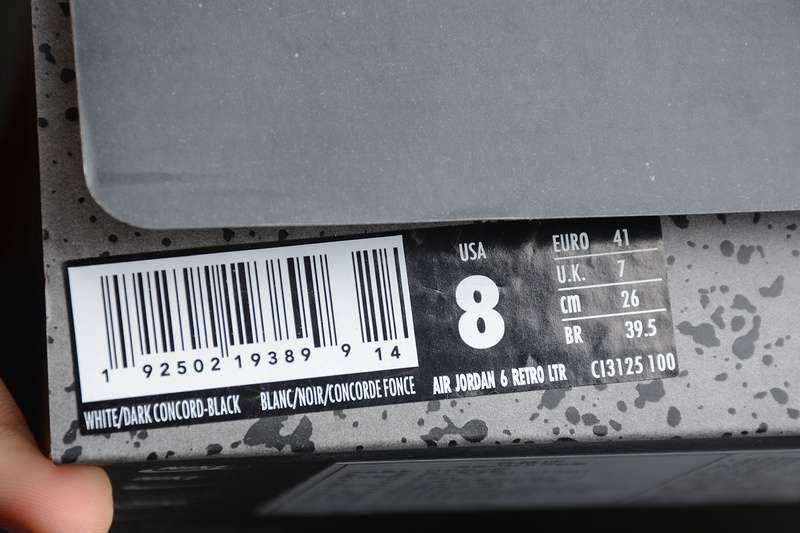 USA
8
EURO 41
U.K. 7
cm 26
BR 39.5
1 92502 19389 9 14
AIR JORDAN 6 RETRO LTR CI3125 100
WHITE/DARK CONCORD-BLACK BLANC/NOIR/CONCORDE FONCE